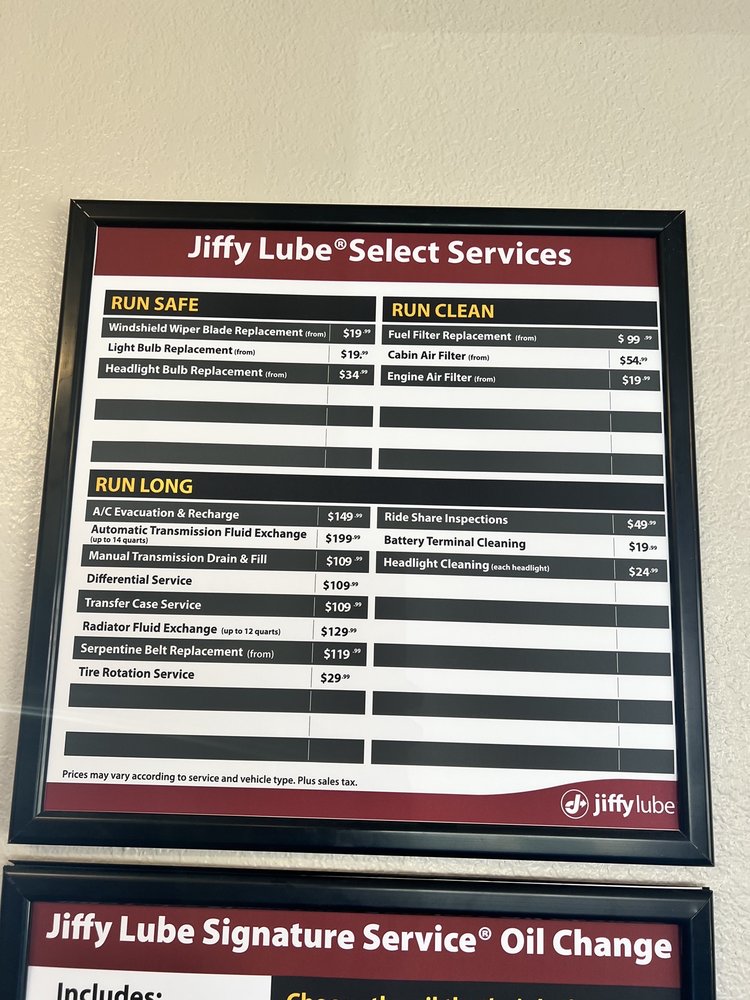 Jiffy Lube® Select Services
RUN SAFE
Windshield Wiper Blade Replacement (from) $19.99
Light Bulb Replacement (from) $19.99
Headlight Bulb Replacement (from) $34.99
RUN CLEAN
Fuel Filter Replacement (from) $99.99
Cabin Air Filter (from) $54.99
Engine Air Filter (from) $19.99
RUN LONG
A/C Evacuation & Recharge $149.99
Automatic Transmission Fluid Exchange $199.99
(up to 14 quarts)
Manual Transmission Drain & Fill $109.99
Differential Service $109.99
Transfer Case Service $109.99
Radiator Fluid Exchange (up to 12 quarts) $129.99
Serpentine Belt Replacement (from) $119.99
Tire Rotation Service $29.99
Ride Share Inspections $49.99
Battery Terminal Cleaning $19.99
Headlight Cleaning (each headlight) $24.99
Prices may vary according to service and vehicle type. Plus sales tax.
jiffylube
Jiffy Lube Signature Service® Oil Change
Includes: